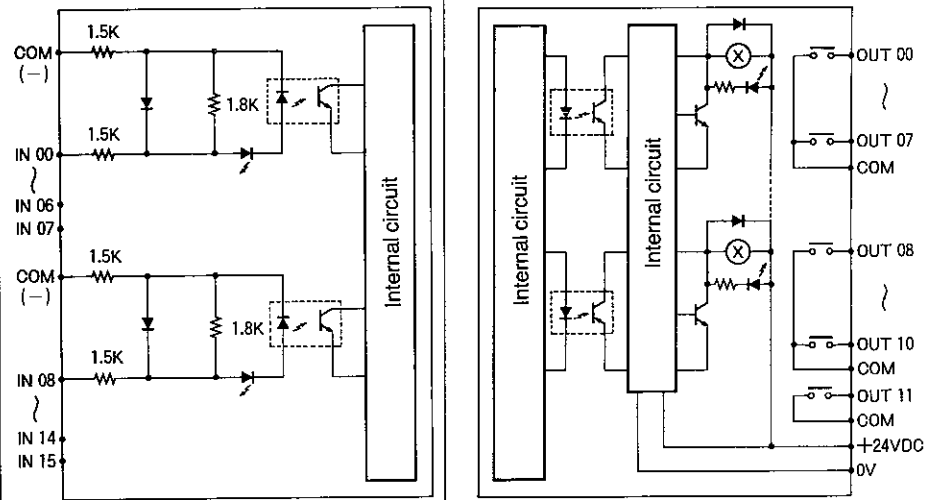 1.5K
COM
(−)
1.8K
1.5K
IN 00
IN 06
IN 07
1.5K
COM
(−)
1.8K
1.5K
IN 08
IN 14
IN 15
Internal circuit
Internal circuit
Internal circuit
OUT 00
OUT 07
COM
OUT 08
OUT 10
COM
OUT 11
COM
+24VDC
0V